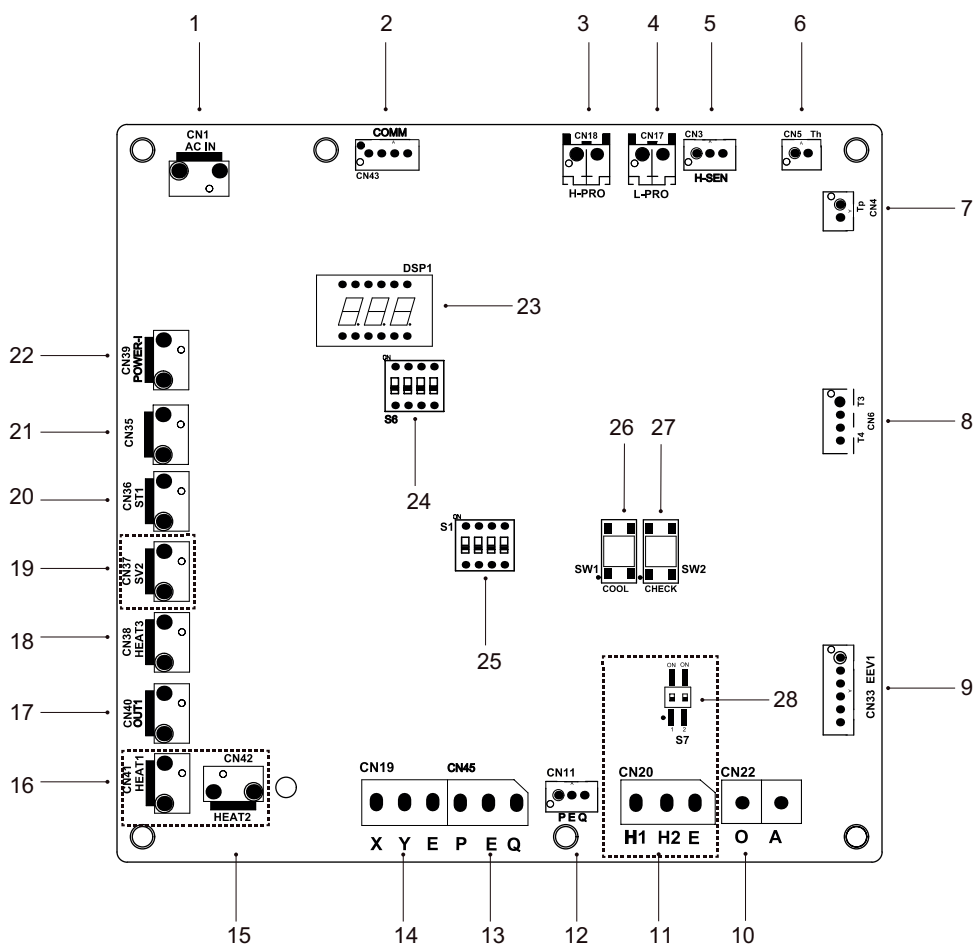 1 2 3 4 5 6
CN1
AC IN
COMM
CN43
CN18
H-PRO
CN17
L-PRO
CN3
H-SEN
CN5 Th
Tp
CN4
7
DSP1
23
ON
S6
24
22
CN39
POWER-I
21
CN35
20
CN36
ST1
19
CN37
SV2
18
CN38
HEAT3
17
CN40
OUT1
16
CN41
HEAT1
CN42
HEAT2
T3
CN6
T4
8
ON
S1
25
26 27
SW1
COOL
SW2
CHECK
ON ON
1 2
S7
28
CN33 EEV1
9
CN19
X Y E
CN45
P E Q
CN11
P E Q
CN20
H1 H2 E
CN22
O A
15 14 13 12 11 10